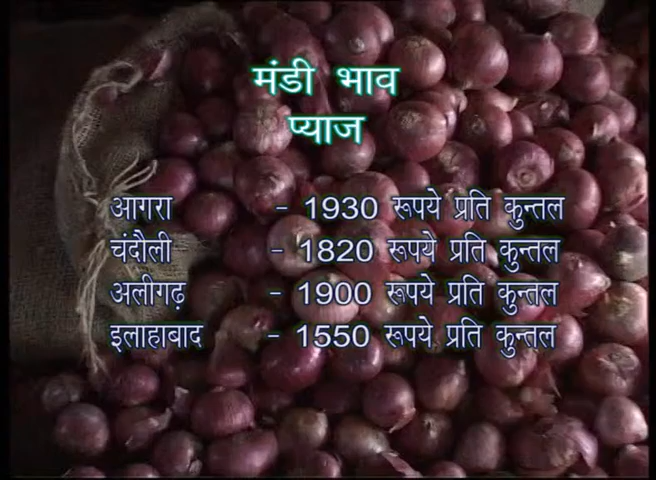 मंडी भाव
प्याज
आगरा - 1930 रूपये प्रति कुन्तल
चंदौली - 1820 रूपये प्रति कुन्तल
अलीगढ़ - 1900 रूपये प्रति कुन्तल
इलाहाबाद - 1550 रूपये प्रति कुन्तल